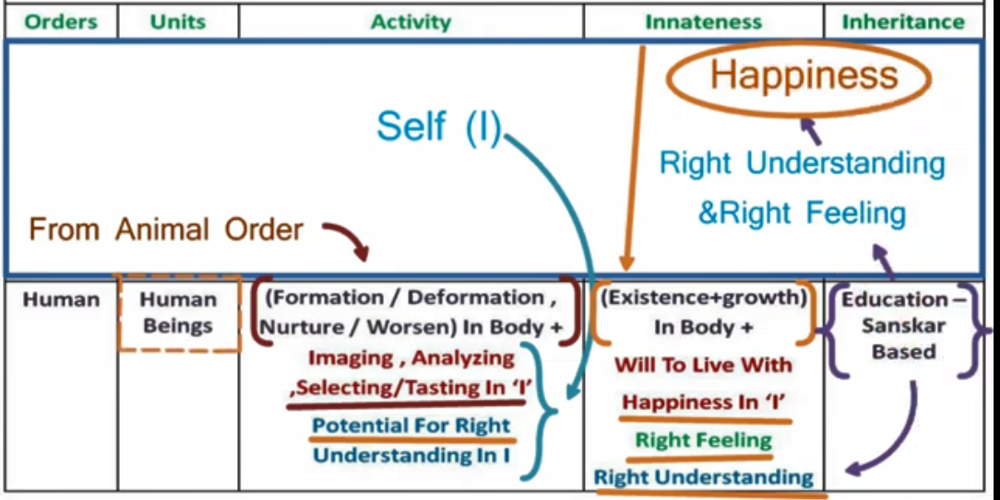 Orders Units Activity Innateness Inheritance
Happiness
Self (I)
Right Understanding
&Right Feeling
From Animal Order
Human
Human
Beings
(Formation / Deformation ,
Nurture / Worsen) In Body +
Imaging , Analyzing
,Selecting/Tasting In ‘I’
Potential For Right
Understanding In I
(Existence+growth)
In Body +
Will To Live With
Happiness In ‘I’
Right Feeling
Right Understanding
Education –
Sanskar
Based